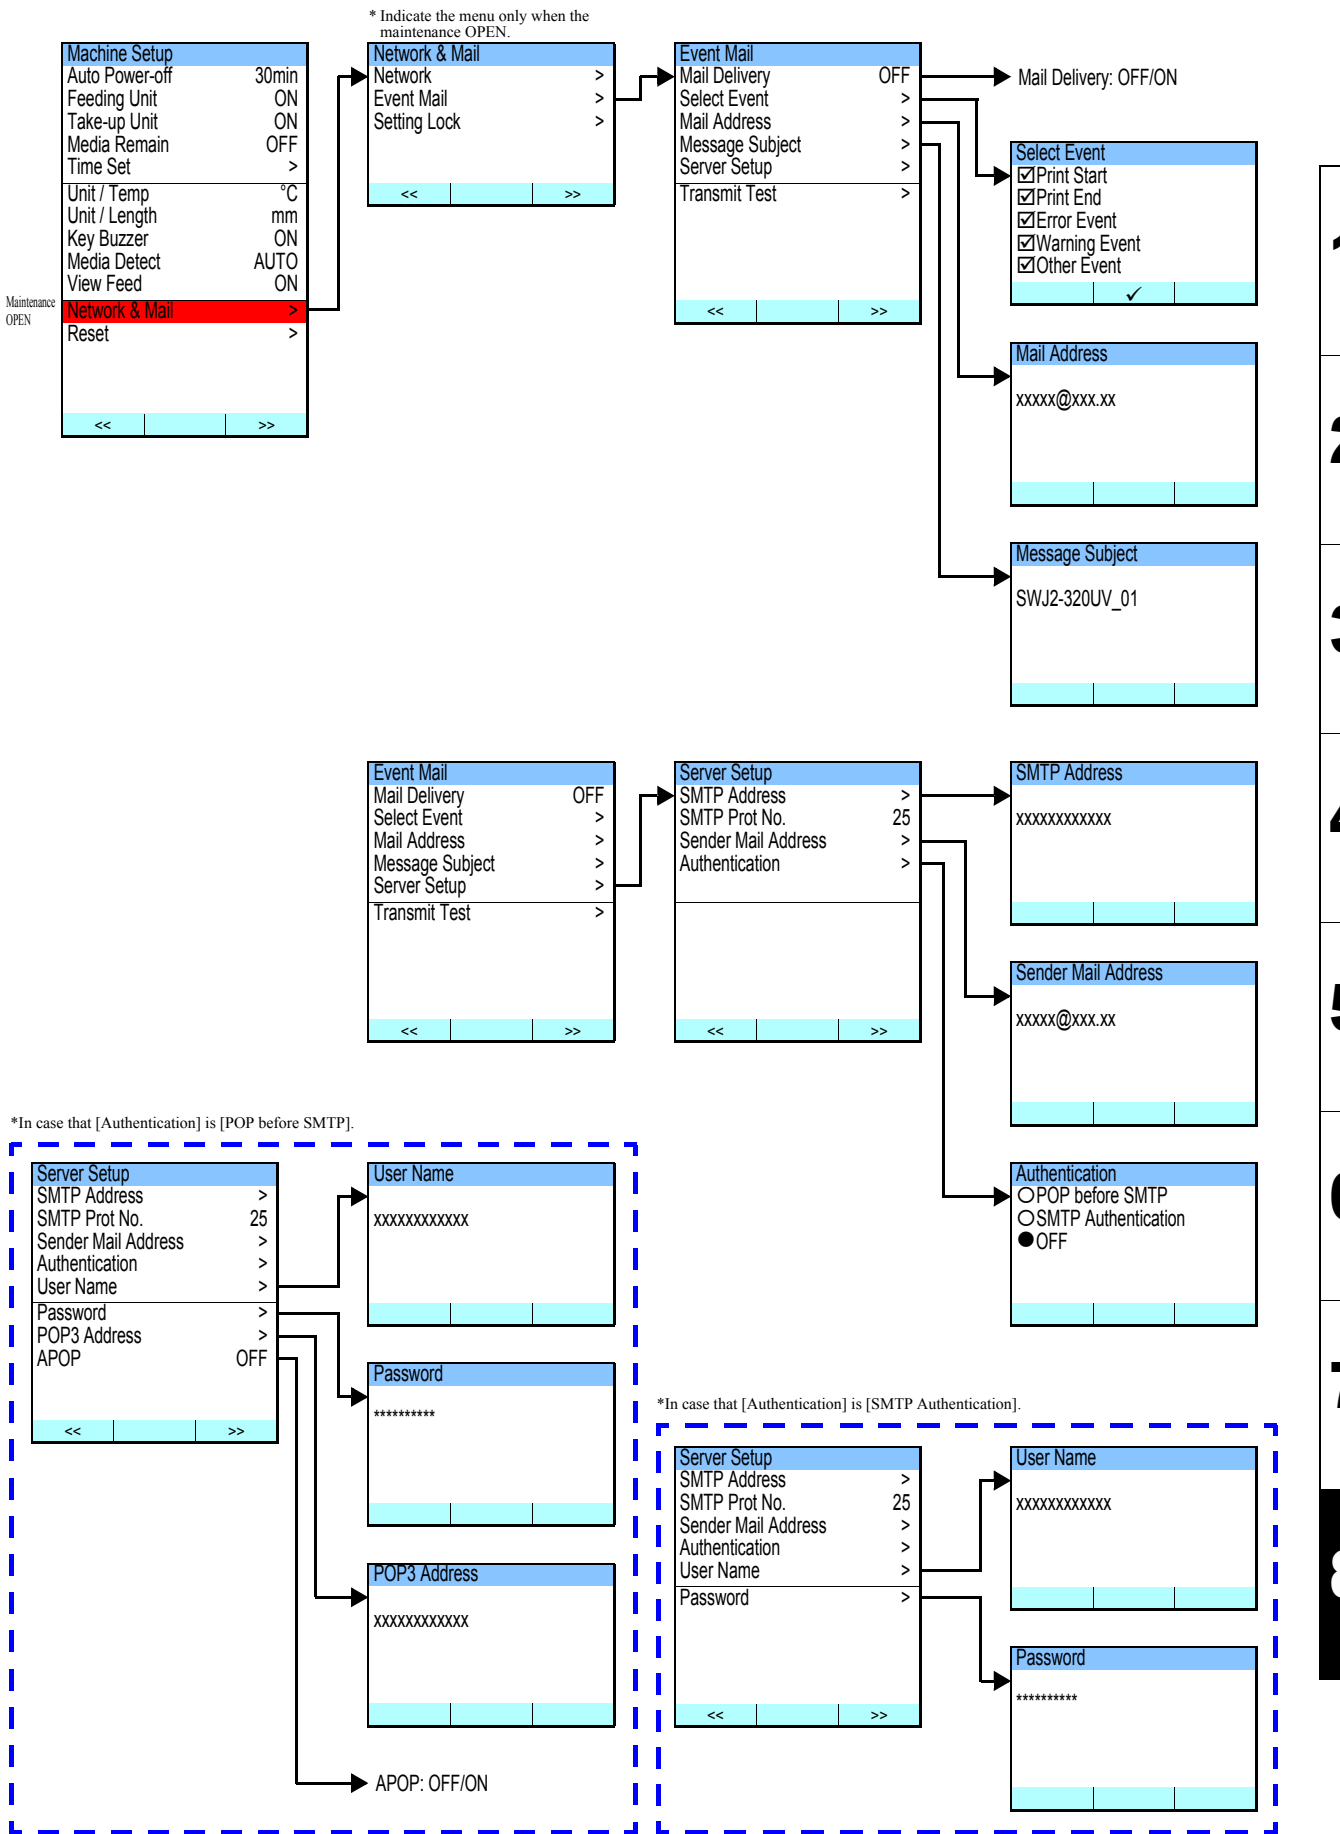 * Indicate the menu only when the
maintenance OPEN.
Machine Setup
Auto Power-off 30min
Feeding Unit ON
Take-up Unit ON
Media Remain OFF
Time Set >
Unit / Temp °C
Unit / Length mm
Key Buzzer ON
Media Detect AUTO
View Feed ON
Maintenance
OPEN
Network & Mail >
Reset >
<< >>
Network & Mail
Network >
Event Mail >
Setting Lock >
<< >>
Event Mail
Mail Delivery OFF
Select Event >
Mail Address >
Message Subject >
Server Setup >
Transmit Test >
<< >>
Mail Delivery: OFF/ON
Select Event
☑Print Start
☑Print End
☑Error Event
☑Warning Event
☑Other Event
✓
Mail Address
xxxxx@xxx.xx
Message Subject
SWJ2-320UV_01
Event Mail
Mail Delivery OFF
Select Event >
Mail Address >
Message Subject >
Server Setup >
Transmit Test >
<< >>
Server Setup
SMTP Address >
SMTP Prot No. 25
Sender Mail Address >
Authentication >
<< >>
SMTP Address
xxxxxxxxxxxx
Sender Mail Address
xxxxx@xxx.xx
Authentication
○POP before SMTP
○SMTP Authentication
●OFF
*In case that [Authentication] is [POP before SMTP].
Server Setup
SMTP Address >
SMTP Prot No. 25
Sender Mail Address >
Authentication >
User Name >
Password >
POP3 Address >
APOP OFF
<< >>
User Name
xxxxxxxxxxxx
Password
**********
POP3 Address
xxxxxxxxxxxx
APOP: OFF/ON
*In case that [Authentication] is [SMTP Authentication].
Server Setup
SMTP Address >
SMTP Prot No. 25
Sender Mail Address >
Authentication >
User Name >
Password >
<< >>
User Name
xxxxxxxxxxxx
Password
**********
1
2
3
4
5
6
7
8